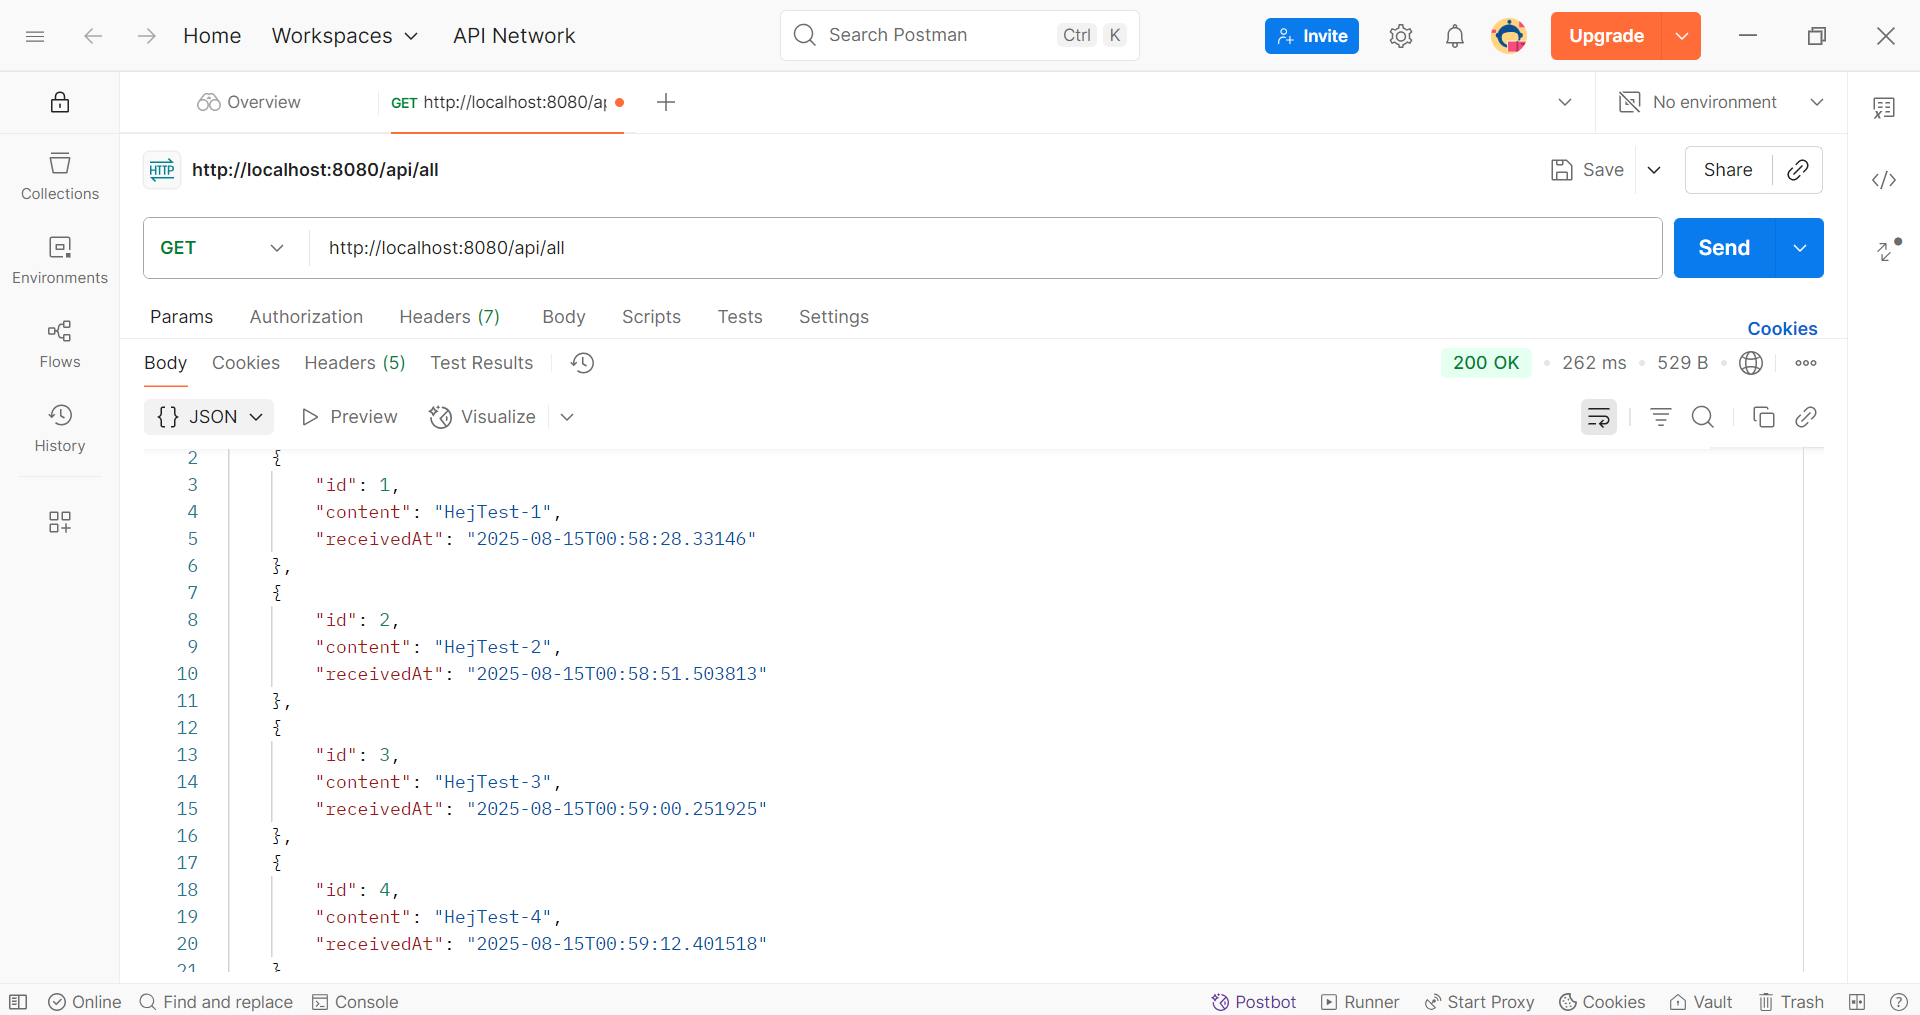 Home Workspaces API Network Search Postman Ctrl K Invite Upgrade
Overview GET http://localhost:8080/ap No environment
HTTP http://localhost:8080/api/all Save Share
Collections
GET http://localhost:8080/api/all Send
Environments
Params Authorization Headers (7) Body Scripts Tests Settings Cookies
Flows
Body Cookies Headers (5) Test Results 200 OK 262 ms 529 B
{} JSON Preview Visualize
History
2 {
3 "id": 1,
4 "content": "HejTest-1",
5 "receivedAt": "2025-08-15T00:58:28.33146"
6 },
7 {
8 "id": 2,
9 "content": "HejTest-2",
10 "receivedAt": "2025-08-15T00:58:51.503813"
11 },
12 {
13 "id": 3,
14 "content": "HejTest-3",
15 "receivedAt": "2025-08-15T00:59:00.251925"
16 },
17 {
18 "id": 4,
19 "content": "HejTest-4",
20 "receivedAt": "2025-08-15T00:59:12.401518"
21 }
Online Find and replace Console Postbot Runner Start Proxy Cookies Vault Trash